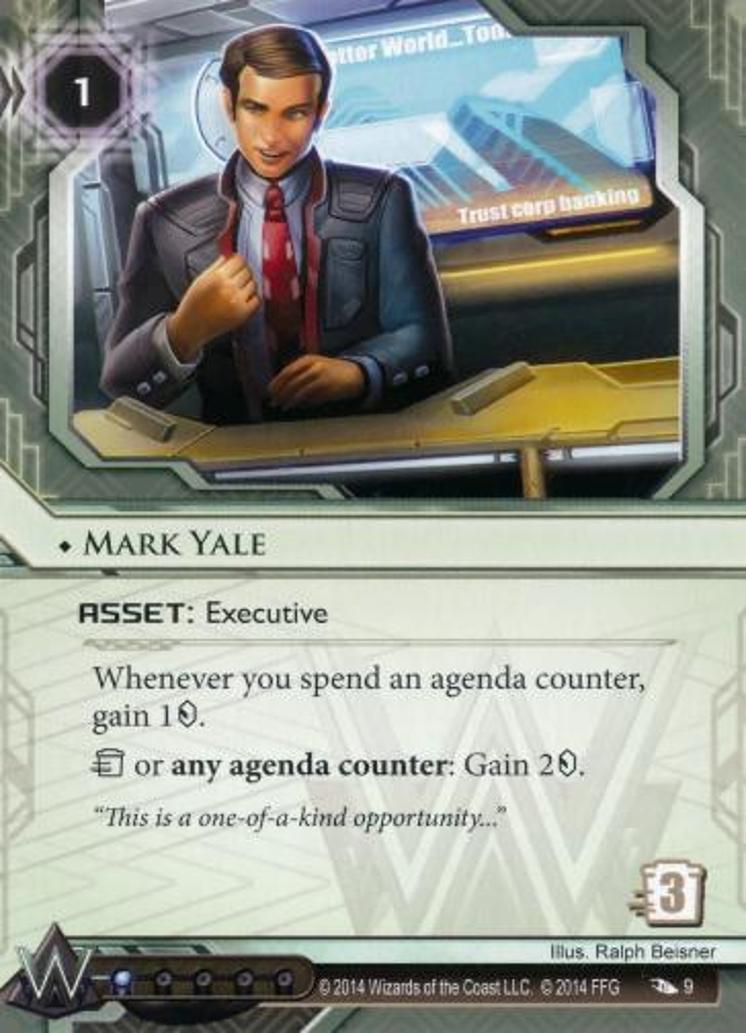 1
etter World...Tod
Trust corp banking
MARK YALE
ASSET: Executive
Whenever you spend an agenda counter,
gain 1.
or any agenda counter: Gain 2.
“This is a one-of-a-kind opportunity...”
3
Illus. Ralph Beisner
W
© 2014 Wizards of the Coast LLC. © 2014 FFG 9